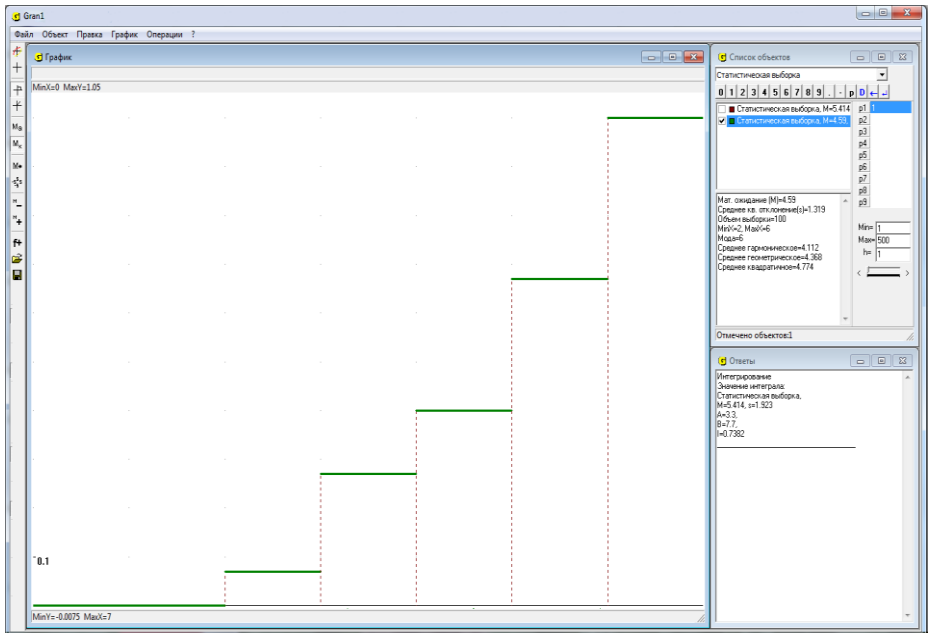 Gran1
Файл Объект Правка График Операции ?
График
MinX=0 MaxY=1.05
0.1
MinY=-0.0075 MaxX=7
Список объектов
Статистическая выборка
0 1 2 3 4 5 6 7 8 9 . - p D ← ↵
Статистическая выборка, M=5.414
Статистическая выборка, M=4.59,
p1 1
p2
p3
p4
p5
p6
p7
p8
p9
Мат. ожидание (M)=4.59
Среднее кв. отклонение(s)=1.319
Объем выборки=100
MinX=2, MaxX=6
Мода=6
Среднее гармоническое=4.112
Среднее геометрическое=4.368
Среднее квадратичное=4.774
Min= 1
Max= 500
h= 1
< >
Отмечено объектов:1
Ответы
Интегрирование
Значение интеграла:
Статистическая выборка,
M=5.414, s=1.923
A=3.3,
B=7.7,
I=0.7382